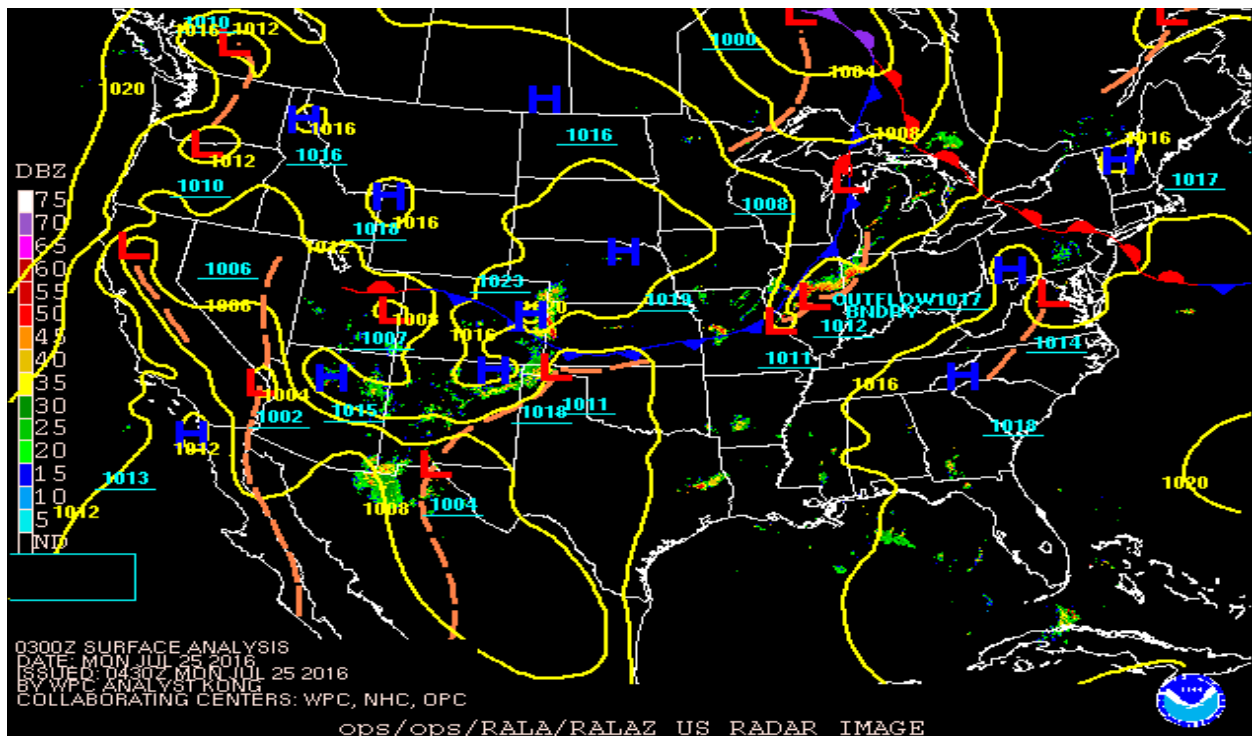 1010
1016 1012
L
L
L
1000
1004
1020
H
H
1016
1016
1008
1016
L
1012
1016
H
DBZ
75
70
65
60
55
50
45
40
35
30
25
20
15
10
5
ND
1010
H
1016
L
1008
1017
1012
H
L
1006
1006
1023
H
L
1016
L
1008
1007
H
1019
L
L
OUTFLOW
BNDRY
1012
1011
1017
H
L
1014
L
1004
1002
H
1015
H
L
1018
1011
1016
H
1018
H
1012
1013
1012
L
1004
1008
1020
0300Z SURFACE ANALYSIS
DATE: MON JUL 25 2016
ISSUED: 0430Z MON JUL 25 2016
BY WPC ANALYST KONG
COLLABORATING CENTERS: WPC, NHC, OPC
ops/ops/RALA/RALAZ US RADAR IMAGE